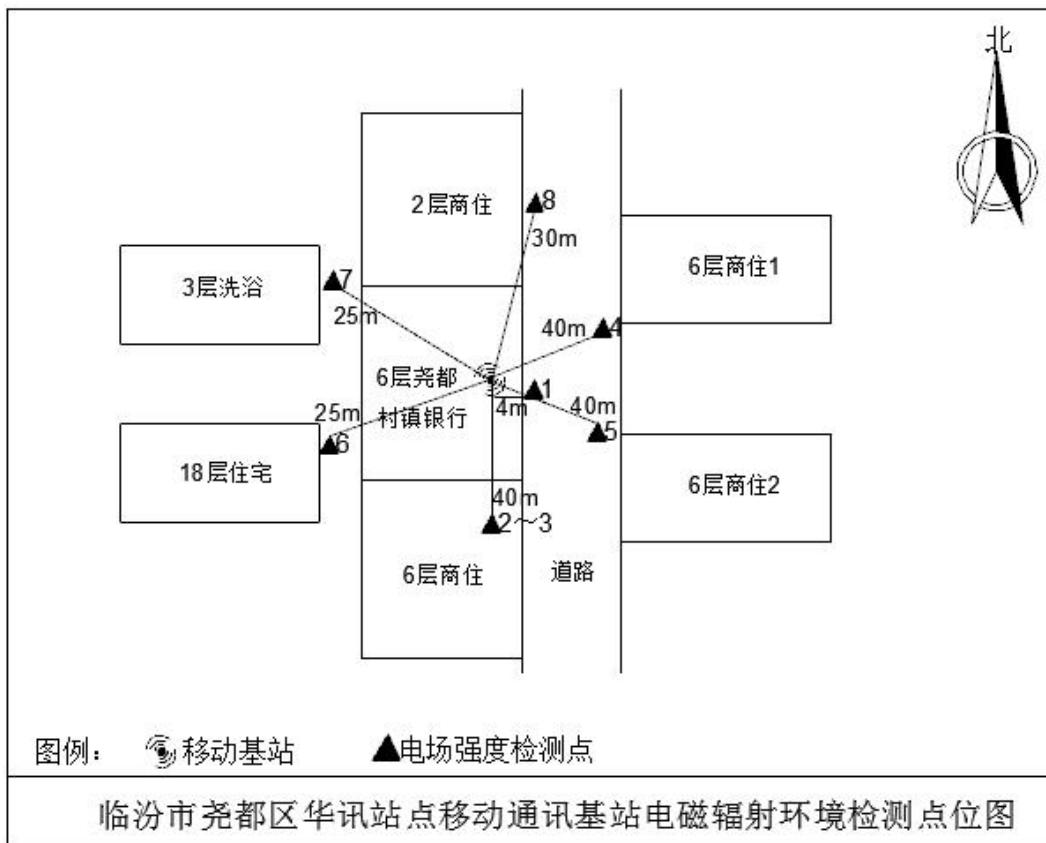 北
2层商住
8
30m
6层商住1
3层洗浴
7
25m
40m
4
6层尧都
村镇银行
4m
1
40m
5
25m
6
18层住宅
6层商住2
40m
2～3
6层商住
道路
图例：
移动基站
电场强度检测点
临汾市尧都区华讯站点移动通讯基站电磁辐射环境检测点位图